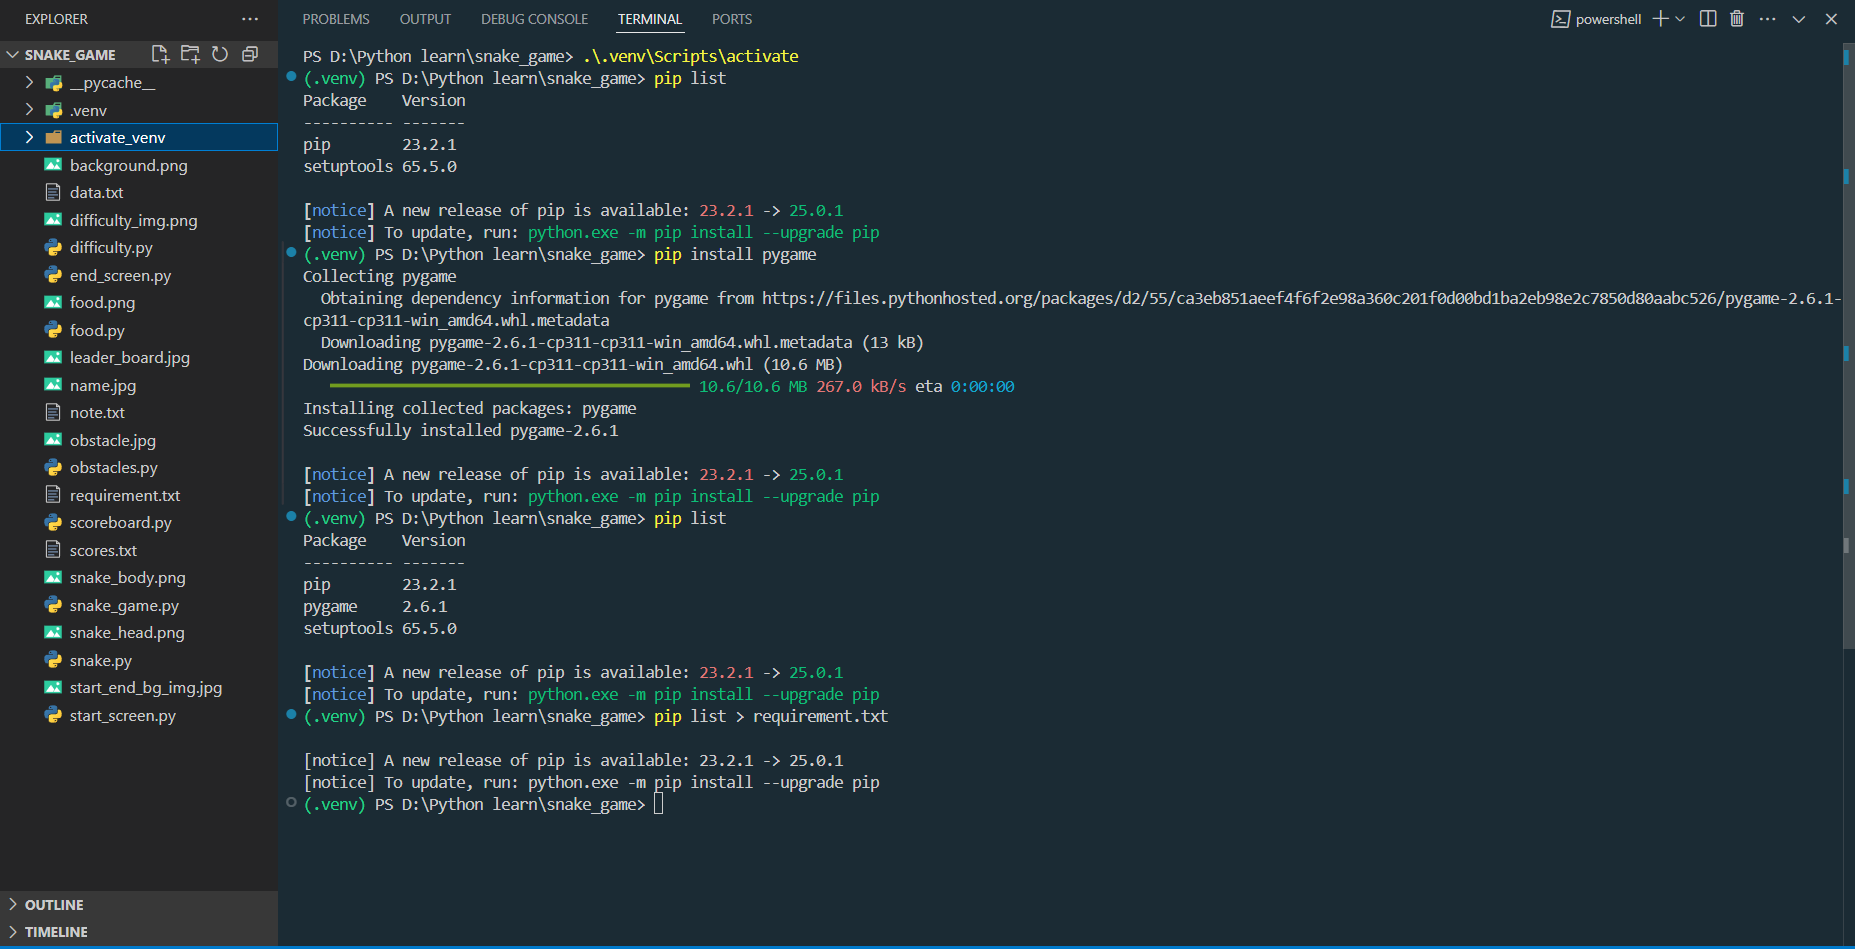 EXPLORER
SNAKE_GAME
__pycache__
.venv
activate_venv
background.png
data.txt
difficulty_img.png
difficulty.py
end_screen.py
food.png
food.py
leader_board.jpg
name.jpg
note.txt
obstacle.jpg
obstacles.py
requirement.txt
scoreboard.py
scores.txt
snake_body.png
snake_game.py
snake_head.png
snake.py
start_end_bg_img.jpg
start_screen.py
OUTLINE
TIMELINE
PROBLEMS OUTPUT DEBUG CONSOLE TERMINAL PORTS
powershell
PS D:\Python learn\snake_game> .\.venv\Scripts\activate
(.venv) PS D:\Python learn\snake_game> pip list
Package    Version
---------- -------
pip        23.2.1
setuptools 65.5.0
[notice] A new release of pip is available: 23.2.1 -> 25.0.1
[notice] To update, run: python.exe -m pip install --upgrade pip
(.venv) PS D:\Python learn\snake_game> pip install pygame
Collecting pygame
  Obtaining dependency information for pygame from https://files.pythonhosted.org/packages/d2/55/ca3eb851aeef4f6f2e98a360c201f0d00bd1ba2eb98e2c7850d80aabc526/pygame-2.6.1-
cp311-cp311-win_amd64.whl.metadata
  Downloading pygame-2.6.1-cp311-cp311-win_amd64.whl.metadata (13 kB)
Downloading pygame-2.6.1-cp311-cp311-win_amd64.whl (10.6 MB)
10.6/10.6 MB 267.0 kB/s eta 0:00:00
Installing collected packages: pygame
Successfully installed pygame-2.6.1
[notice] A new release of pip is available: 23.2.1 -> 25.0.1
[notice] To update, run: python.exe -m pip install --upgrade pip
(.venv) PS D:\Python learn\snake_game> pip list
Package    Version
---------- -------
pip        23.2.1
pygame     2.6.1
setuptools 65.5.0
[notice] A new release of pip is available: 23.2.1 -> 25.0.1
[notice] To update, run: python.exe -m pip install --upgrade pip
(.venv) PS D:\Python learn\snake_game> pip list > requirement.txt
[notice] A new release of pip is available: 23.2.1 -> 25.0.1
[notice] To update, run: python.exe -m pip install --upgrade pip
(.venv) PS D:\Python learn\snake_game>